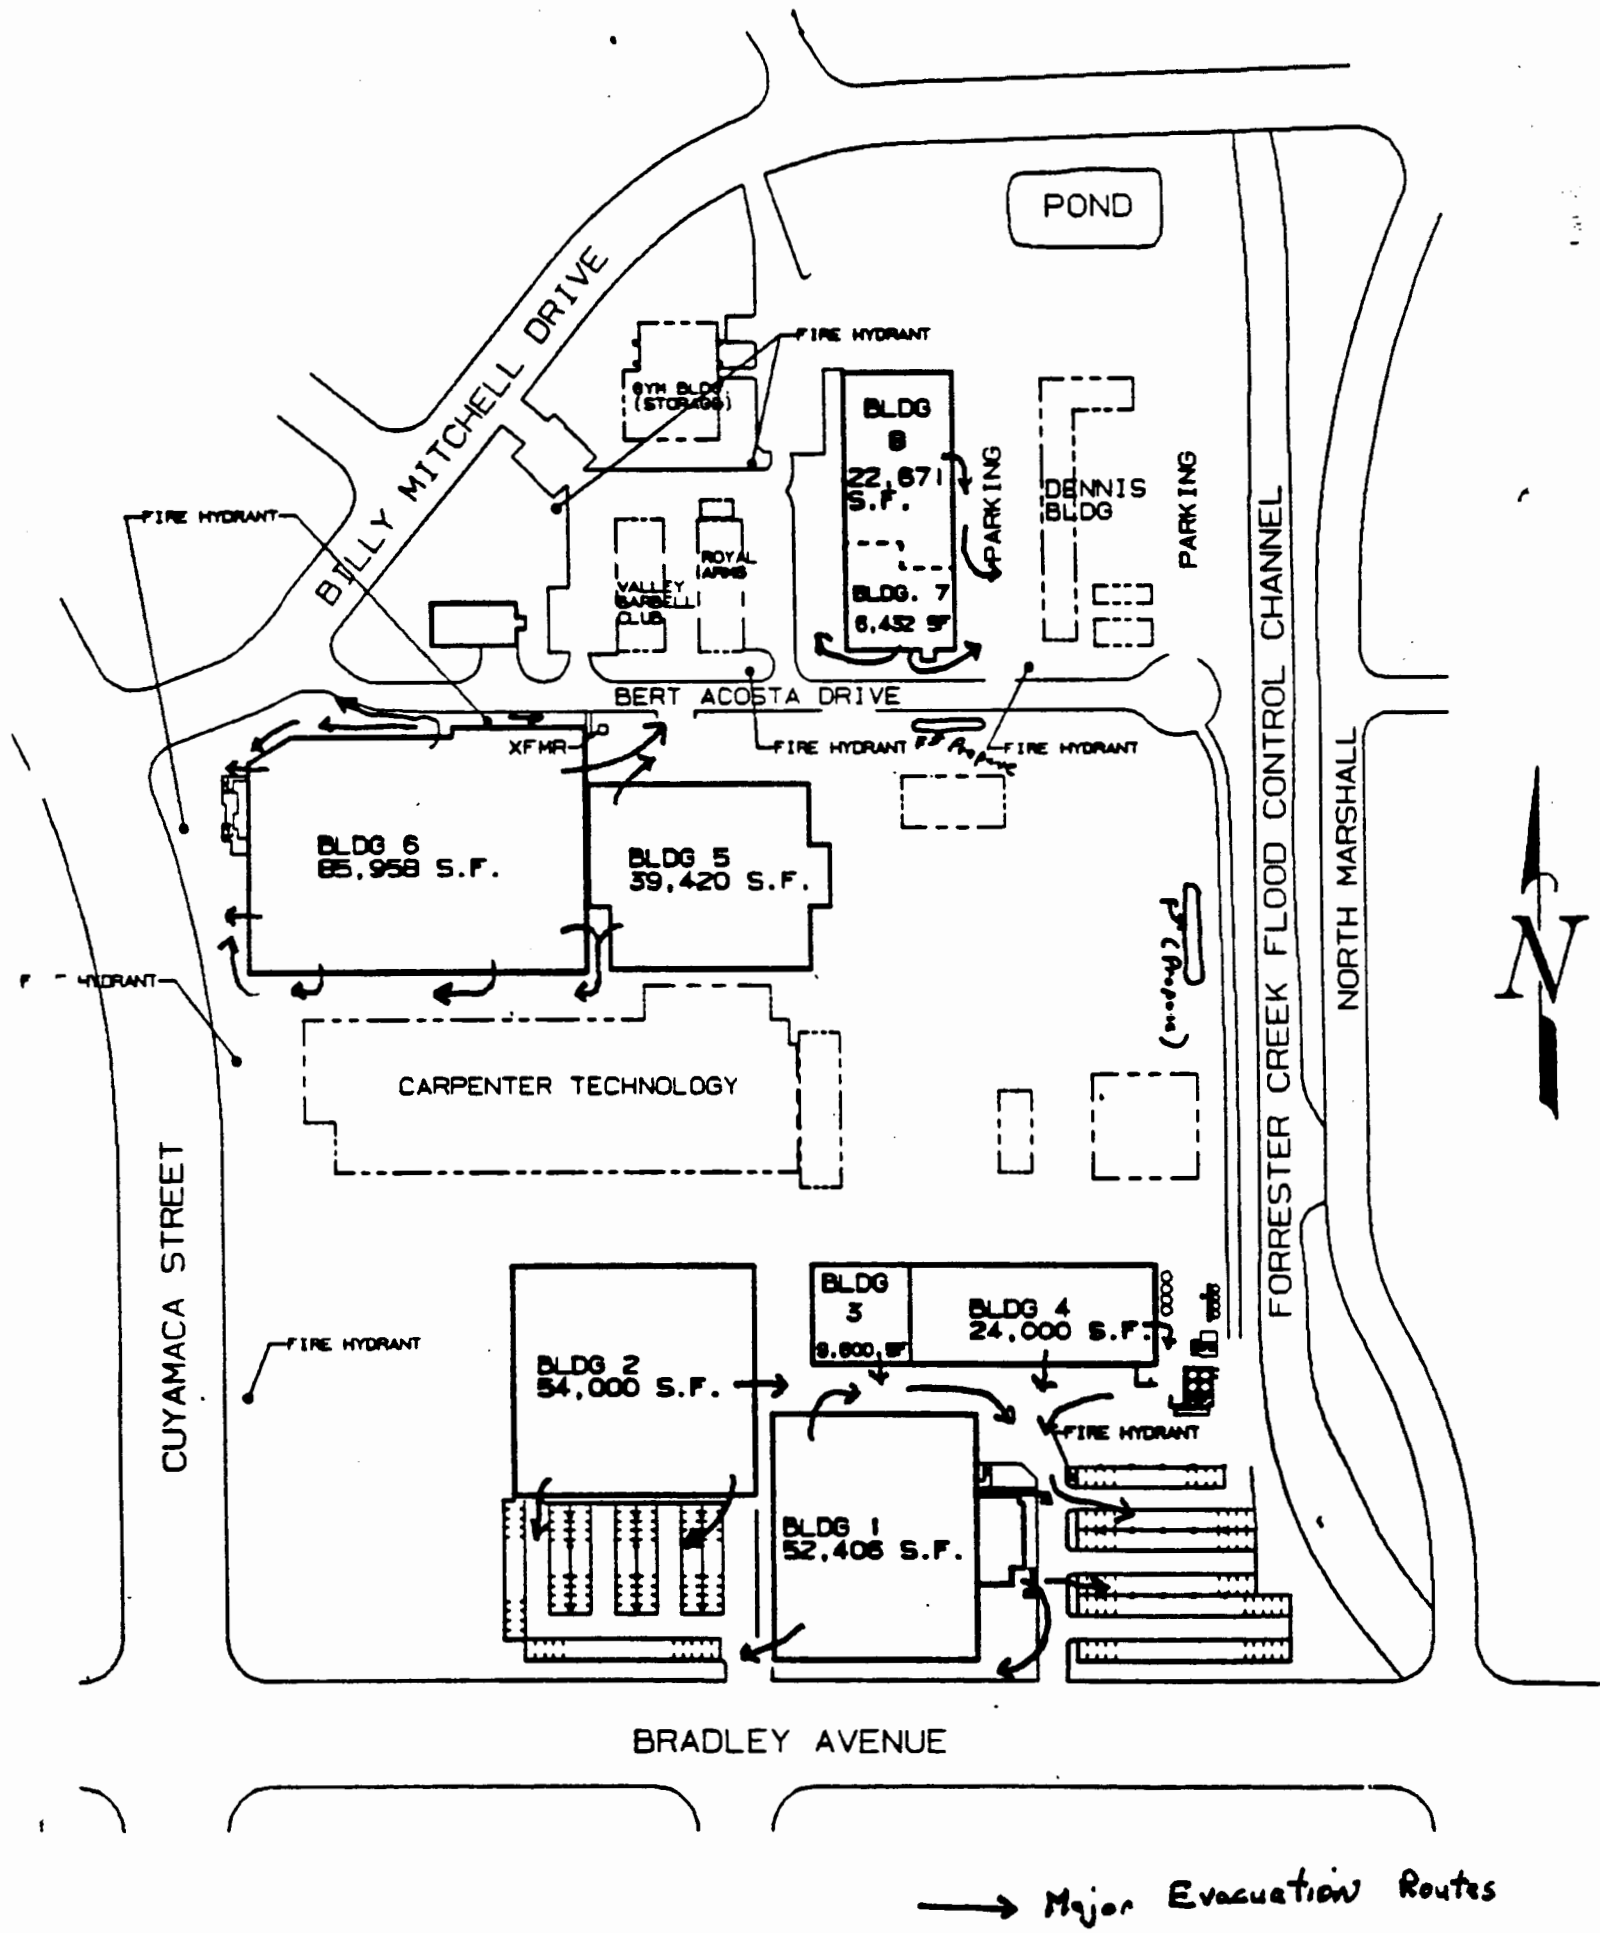 POND
BILLY MITCHELL DRIVE
FIRE HYDRANT
GYM BLDG.
(STORAGE)
BLDG
8
22,671
S.F.
PARKING
DENNIS
BLDG
PARKING
FIRE HYDRANT
VALLEY
BARBELL
CLUB
ROYAL
ARMS
BLDG. 7
6,432 SF
BERT ACOSTA DRIVE
XFMR
FIRE HYDRANT
Propane
FIRE HYDRANT
BLDG 6
85,958 S.F.
BLDG 5
39,420 S.F.
(Propane)
FORRESTER CREEK FLOOD CONTROL CHANNEL
NORTH MARSHALL
N
HYDRANT
CARPENTER TECHNOLOGY
CUYAMACA STREET
BLDG
3
9,600 SF
BLDG 4
24,000 S.F.
FIRE HYDRANT
BLDG 2
54,000 S.F.
FIRE HYDRANT
BLDG 1
52,406 S.F.
BRADLEY AVENUE
Major Evacuation Routes